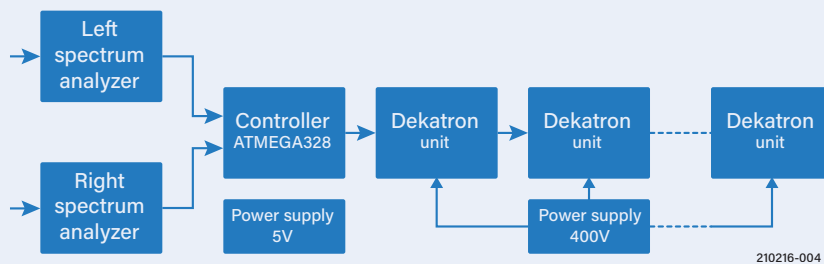 Left
spectrum
analyzer
Controller
ATMEGA328
Dekatron
unit
Dekatron
unit
Dekatron
unit
Right
spectrum
analyzer
Power supply
5V
Power supply
400V
210216-004